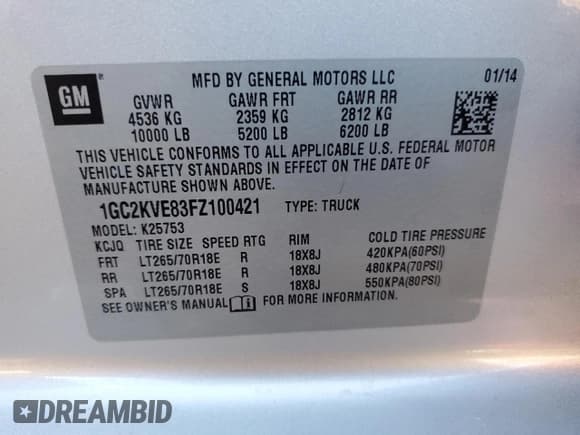 GM
MFD BY GENERAL MOTORS LLC 01/14
GVWR GAWR FRT GAWR RR
4536 KG 2359 KG 2812 KG
10000 LB 5200 LB 6200 LB
THIS VEHICLE CONFORMS TO ALL APPLICABLE U.S. FEDERAL MOTOR
VEHICLE SAFETY STANDARDS IN EFFECT ON THE DATE OF
MANUFACTURE SHOWN ABOVE.
1GC2KVE83FZ100421 TYPE: TRUCK
MODEL: K25753
KCJQ TIRE SIZE SPEED RTG RIM COLD TIRE PRESSURE
FRT LT265/70R18E R 18X8J 420KPA(60PSI)
RR LT265/70R18E R 18X8J 480KPA(70PSI)
SPA LT265/70R18E S 18X8J 550KPA(80PSI)
SEE OWNER'S MANUAL i FOR MORE INFORMATION.
DREAMBID